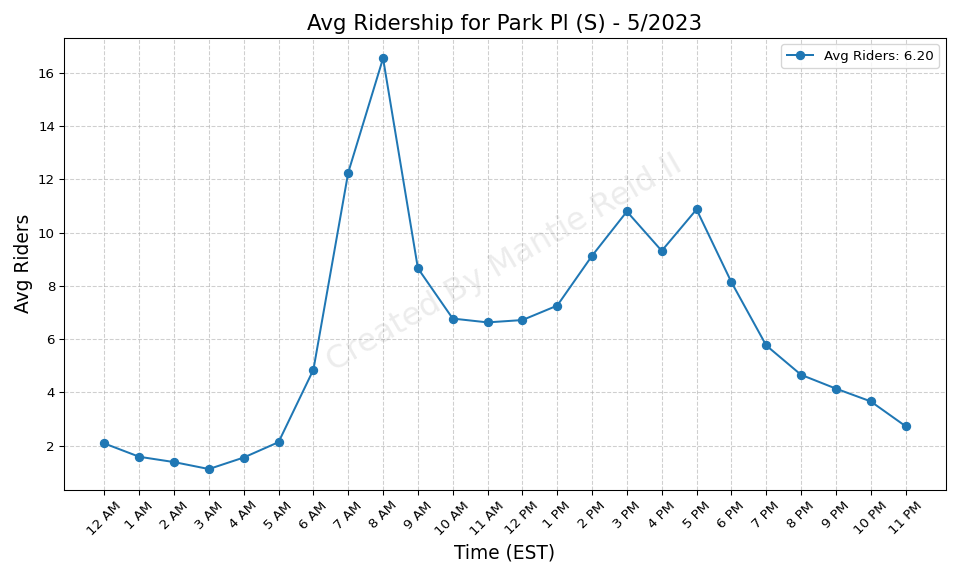 Avg Ridership for Park Pl (S) - 5/2023
Avg Riders: 6.20
16
14
12
10
8
6
4
2
Avg Riders
Created By Mantie Reid II
12 AM
1 AM
2 AM
3 AM
4 AM
5 AM
6 AM
7 AM
8 AM
9 AM
10 AM
11 AM
12 PM
1 PM
2 PM
3 PM
4 PM
5 PM
6 PM
7 PM
8 PM
9 PM
10 PM
11 PM
Time (EST)